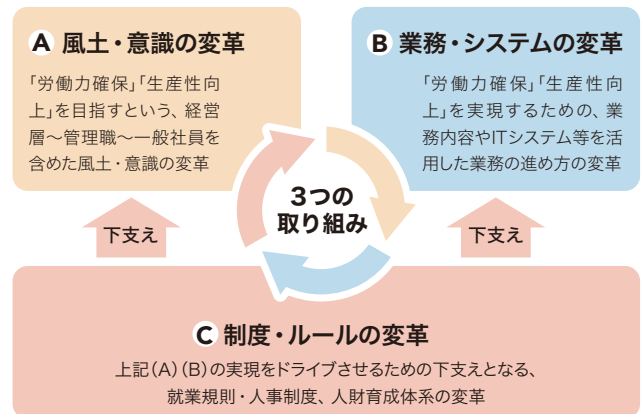 A 風土・意識の変革
「労働力確保」「生産性向
上」を目指すという、経営
層～管理職～一般社員を
含めた風土・意識の変革
B 業務・システムの変革
「労働力確保」「生産性向
上」を実現するための、業
務内容やITシステム等を活
用した業務の進め方の変革
3つの
取り組み
下支え
下支え
C 制度・ルールの変革
上記(A)(B)の実現をドライブさせるための下支えとなる、
就業規則・人事制度、人財育成体系の変革